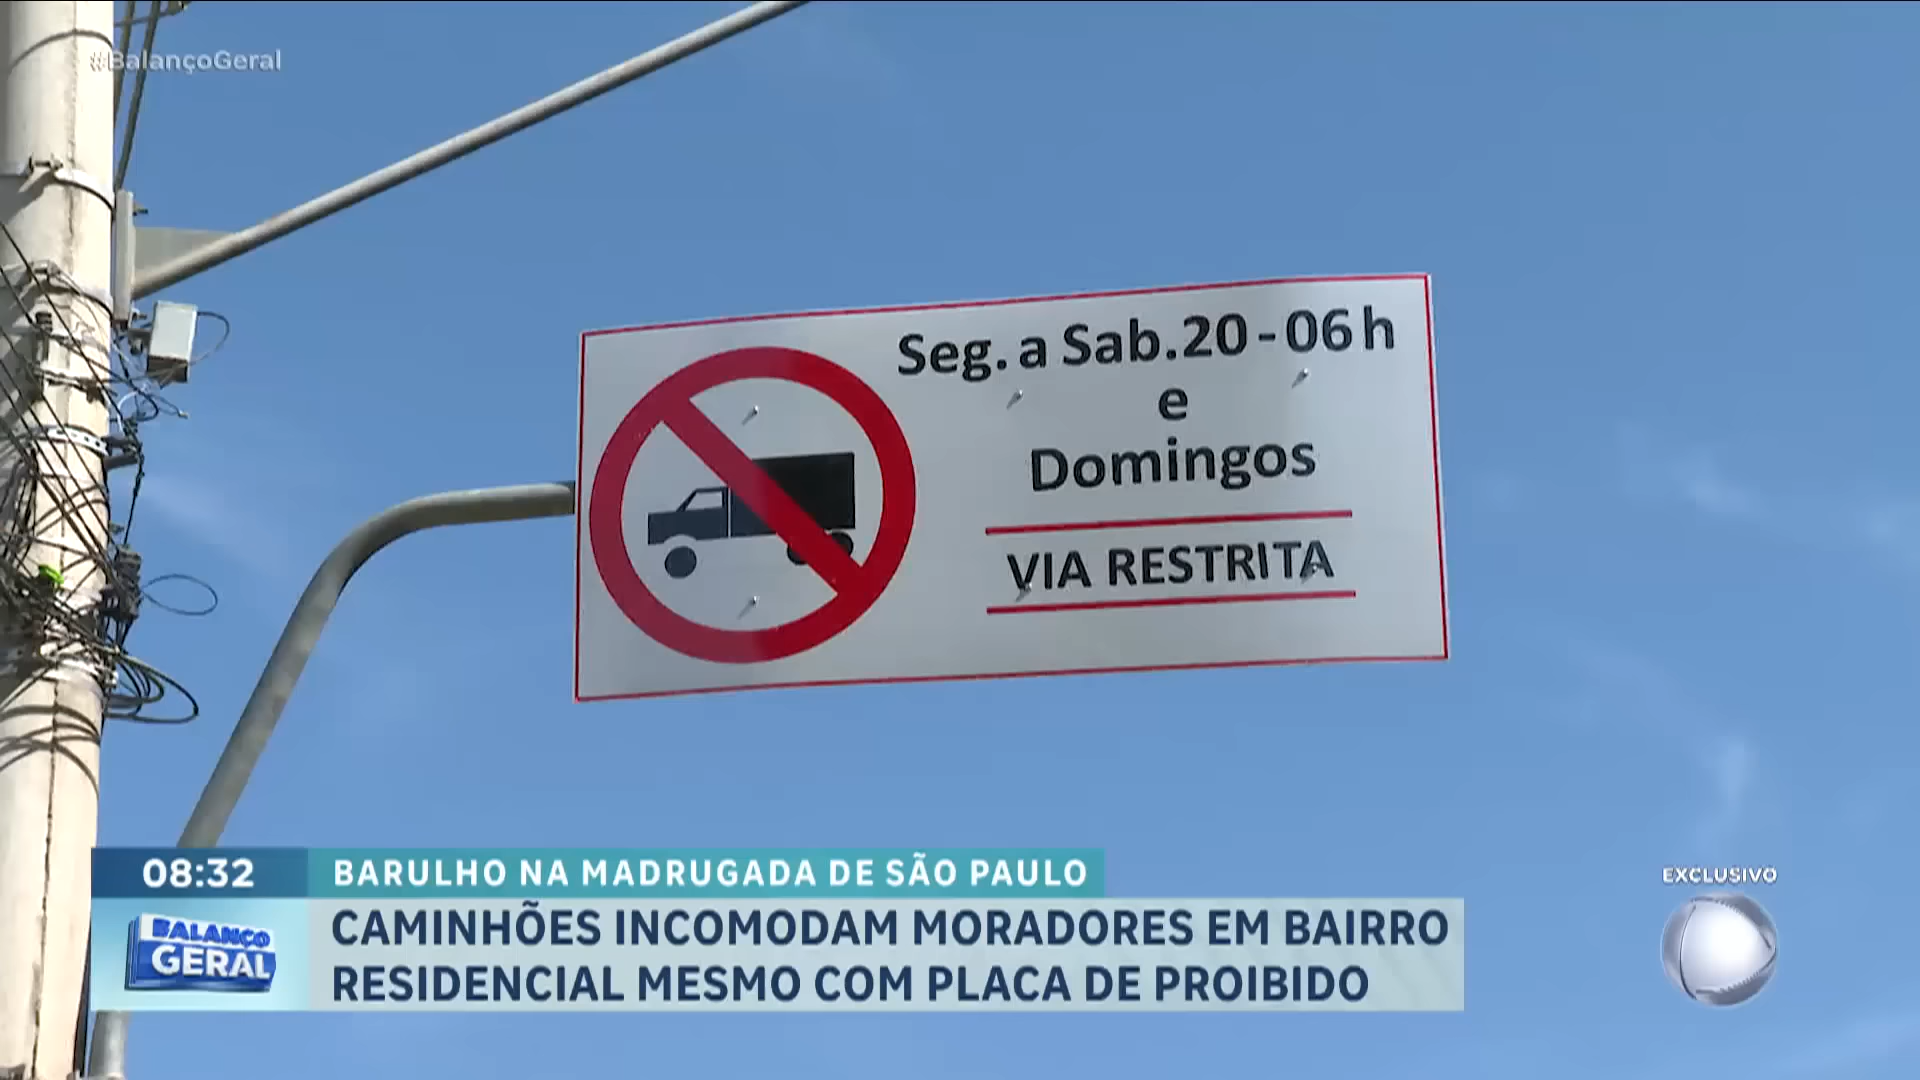 #BalançoGeral
Seg. a Sab. 20 - 06 h
e
Domingos
VIA RESTRITA
08:32
BARULHO NA MADRUGADA DE SÃO PAULO
EXCLUSIVO
BALANÇO
GERAL
CAMINHÕES INCOMODAM MORADORES EM BAIRRO
RESIDENCIAL MESMO COM PLACA DE PROIBIDO